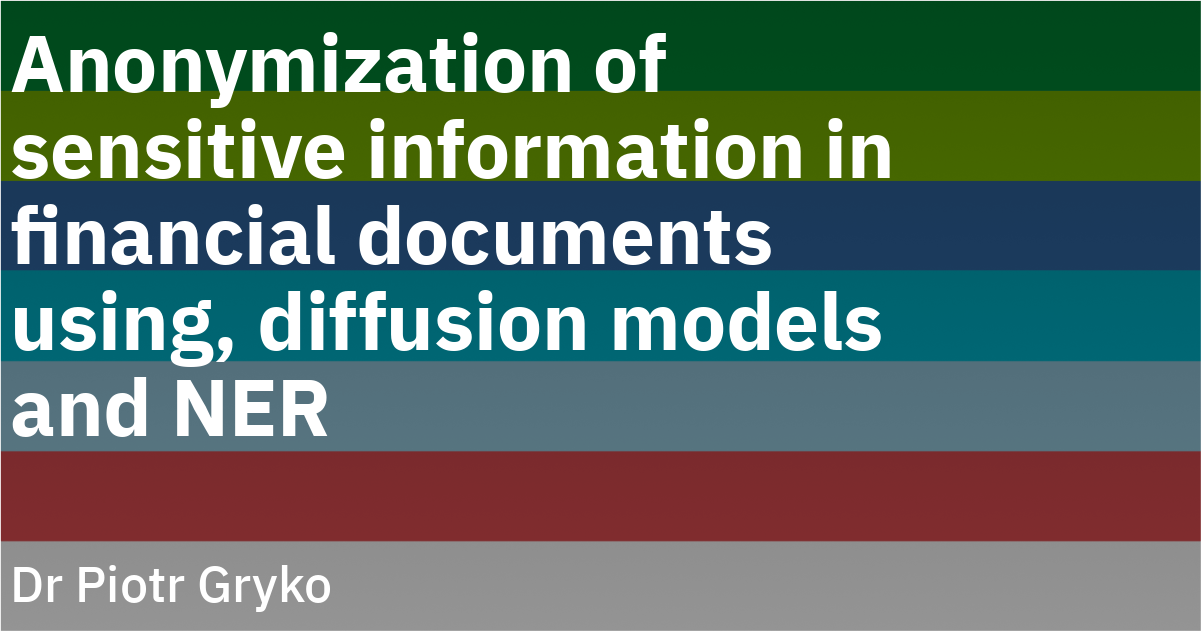 Anonymization of
sensitive information in
financial documents
using, diffusion models
and NER
Dr Piotr Gryko